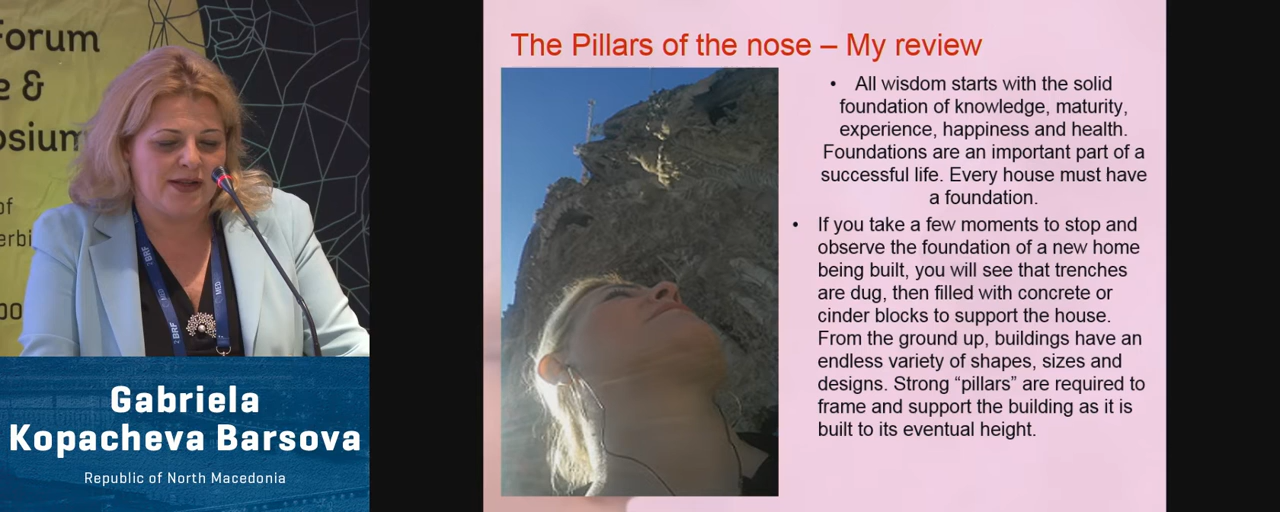 Forum
e &
osium
of
erbi
bo
BRF
MED
2BRF
Gabriela
Kopacheva Barsova
Republic of North Macedonia
The Pillars of the nose – My review
• All wisdom starts with the solid
foundation of knowledge, maturity,
experience, happiness and health.
Foundations are an important part of a
successful life. Every house must have
a foundation.
• If you take a few moments to stop and
observe the foundation of a new home
being built, you will see that trenches
are dug, then filled with concrete or
cinder blocks to support the house.
From the ground up, buildings have an
endless variety of shapes, sizes and
designs. Strong “pillars” are required to
frame and support the building as it is
built to its eventual height.